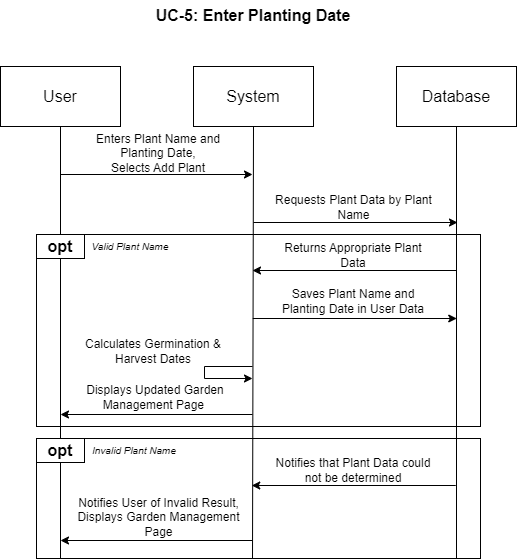 UC-5: Enter Planting Date
User
System
Database
Enters Plant Name and
Planting Date,
Selects Add Plant
Requests Plant Data by Plant
Name
opt
Valid Plant Name
Returns Appropriate Plant
Data
Saves Plant Name and
Planting Date in User Data
Calculates Germination &
Harvest Dates
Displays Updated Garden
Management Page
opt
Invalid Plant Name
Notifies that Plant Data could
not be determined
Notifies User of Invalid Result,
Displays Garden Management
Page